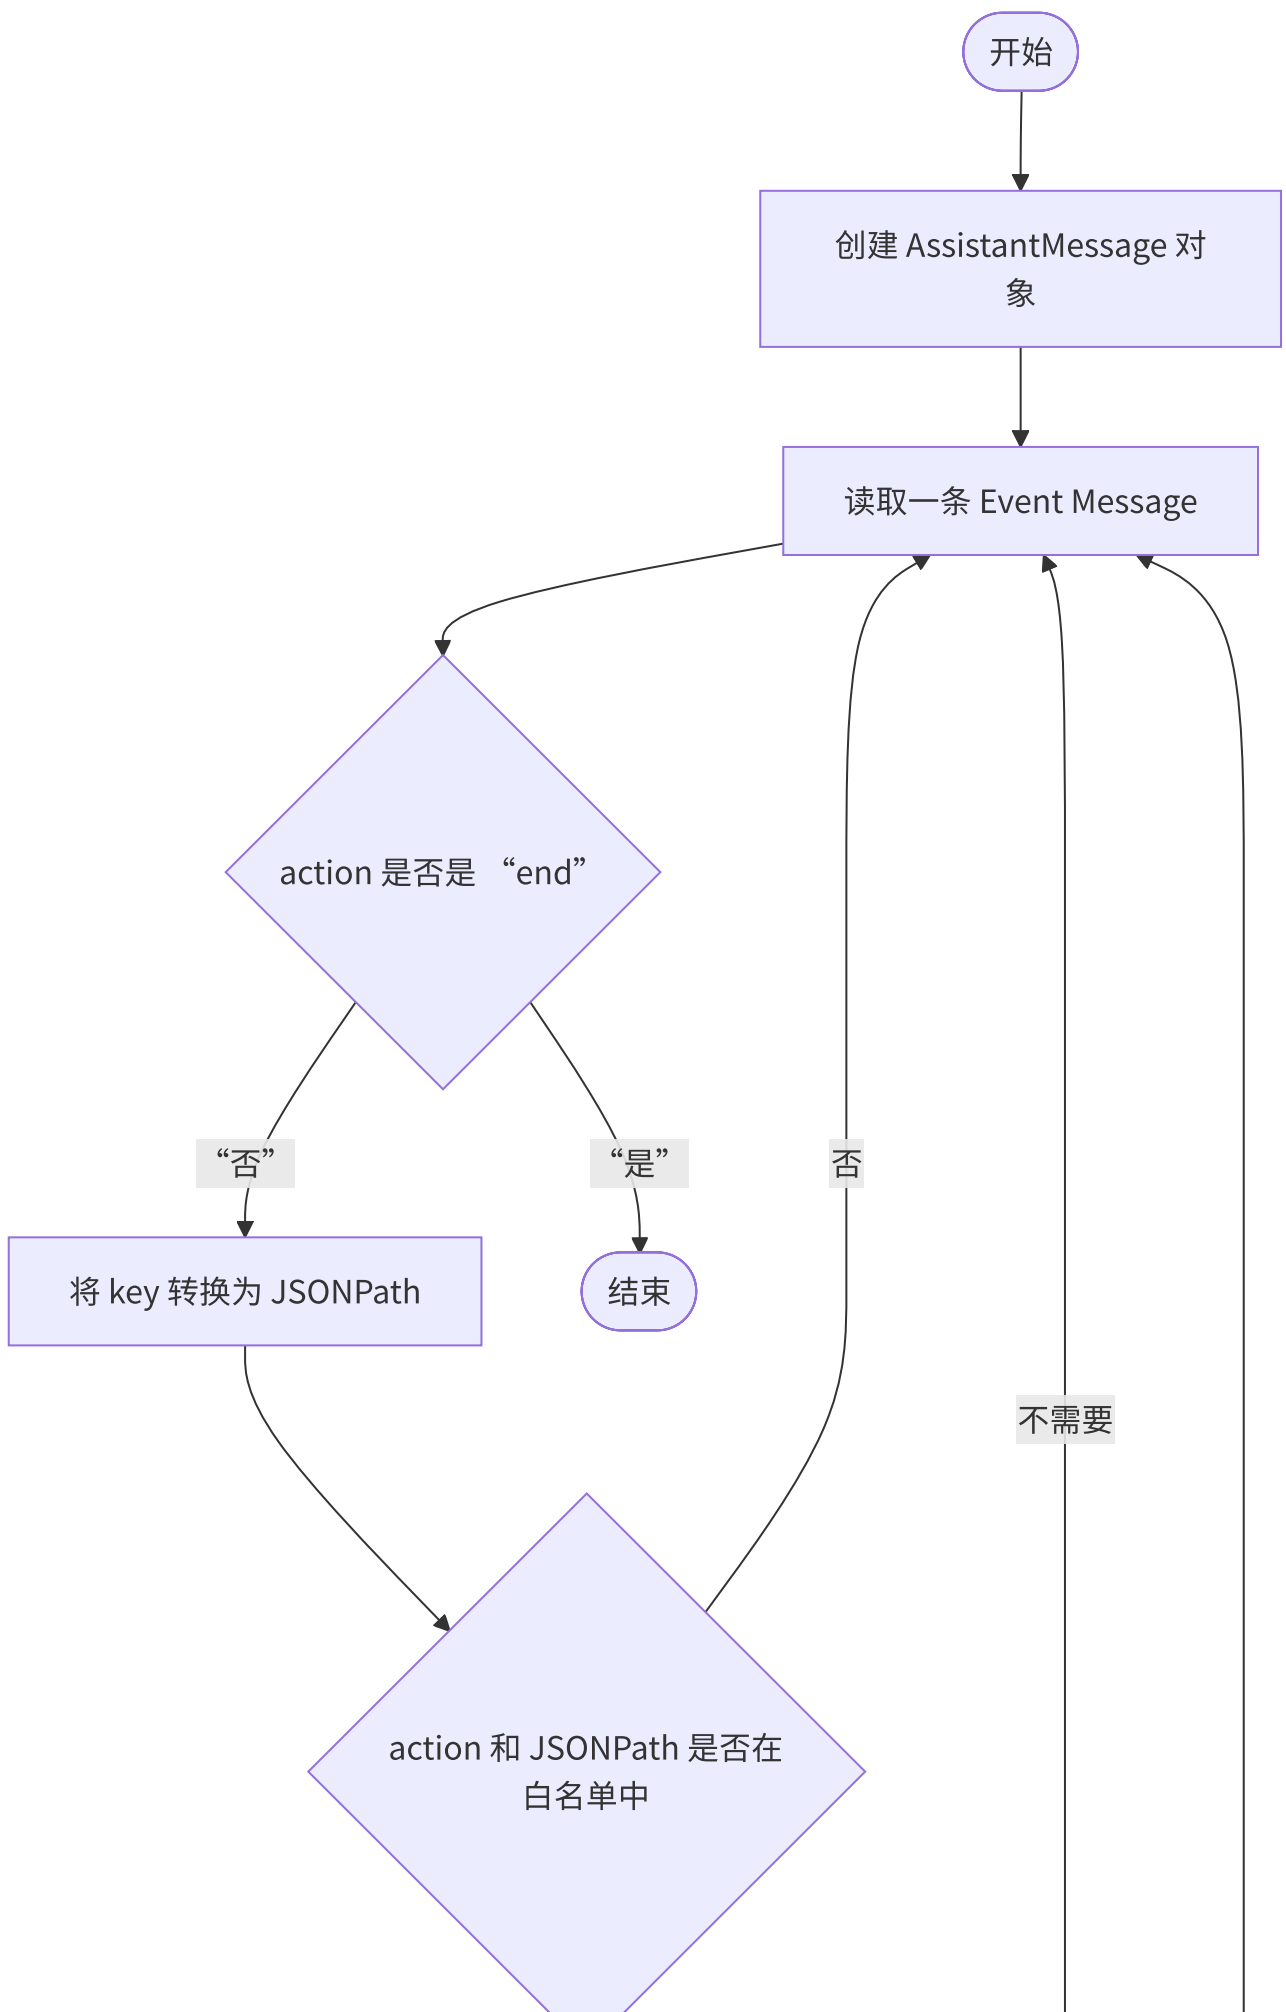 开始
创建 AssistantMessage 对
象
读取一条 Event Message
action 是否是 “end”
“否”
“是”
否
将 key 转换为 JSONPath
结束
不需要
action 和 JSONPath 是否在
白名单中